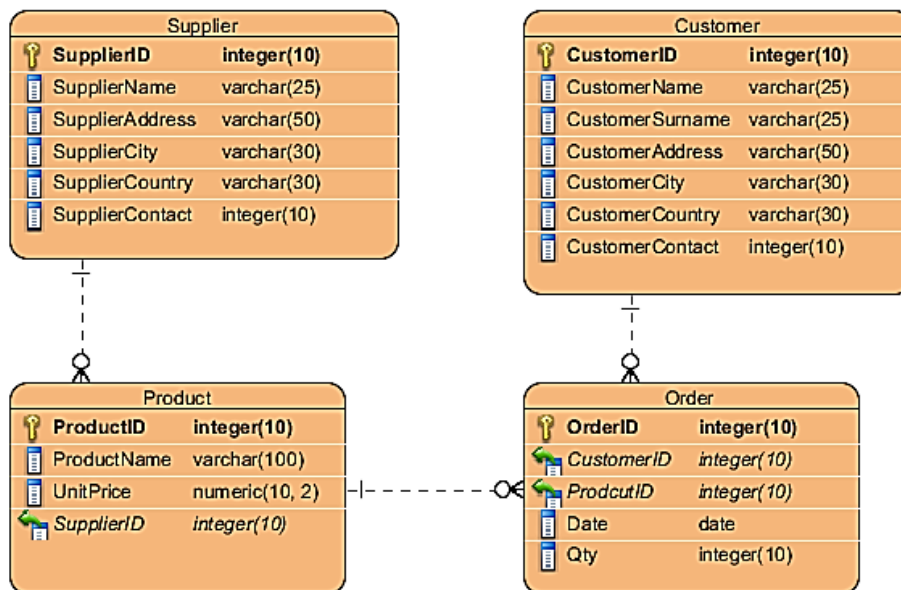 Supplier
SupplierID integer(10)
SupplierName varchar(25)
SupplierAddress varchar(50)
SupplierCity varchar(30)
SupplierCountry varchar(30)
SupplierContact integer(10)
Customer
CustomerID integer(10)
CustomerName varchar(25)
CustomerSurname varchar(25)
CustomerAddress varchar(50)
CustomerCity varchar(30)
CustomerCountry varchar(30)
CustomerContact integer(10)
Product
ProductID integer(10)
ProductName varchar(100)
UnitPrice numeric(10, 2)
SupplierID integer(10)
Order
OrderID integer(10)
CustomerID integer(10)
ProdcutID integer(10)
Date date
Qty integer(10)